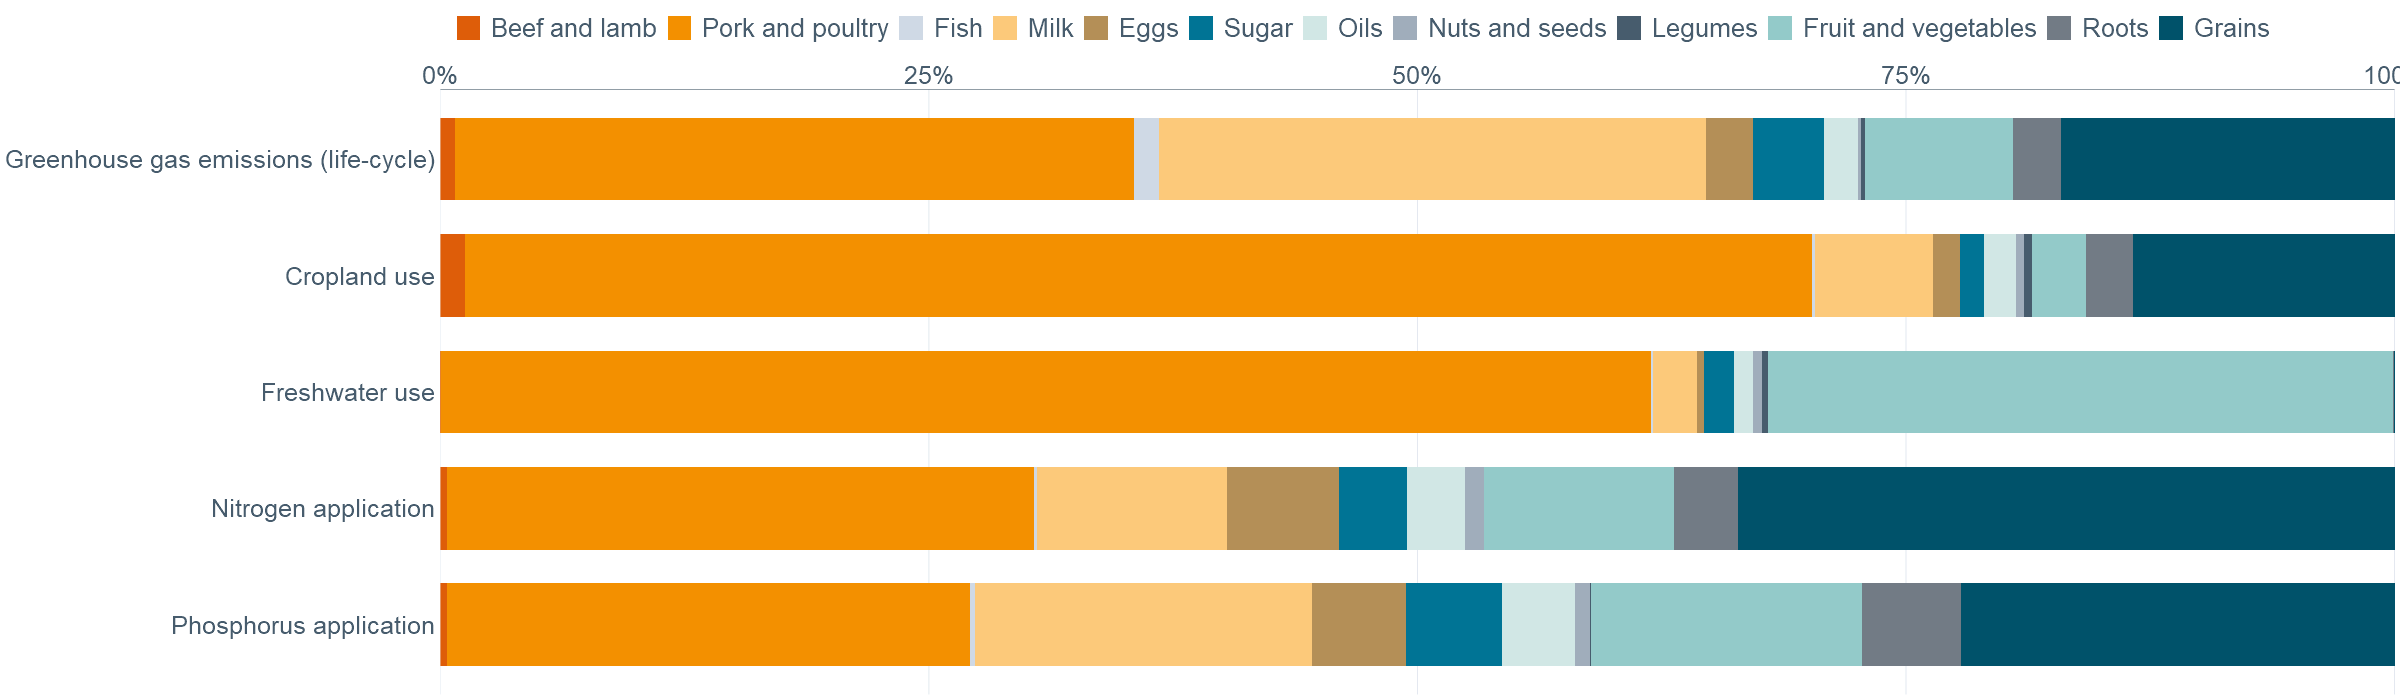 Beef and lamb Pork and poultry Fish Milk Eggs Sugar Oils Nuts and seeds Legumes Fruit and vegetables Roots Grains
0% 25% 50% 75% 100
Greenhouse gas emissions (life-cycle)
Cropland use
Freshwater use
Nitrogen application
Phosphorus application